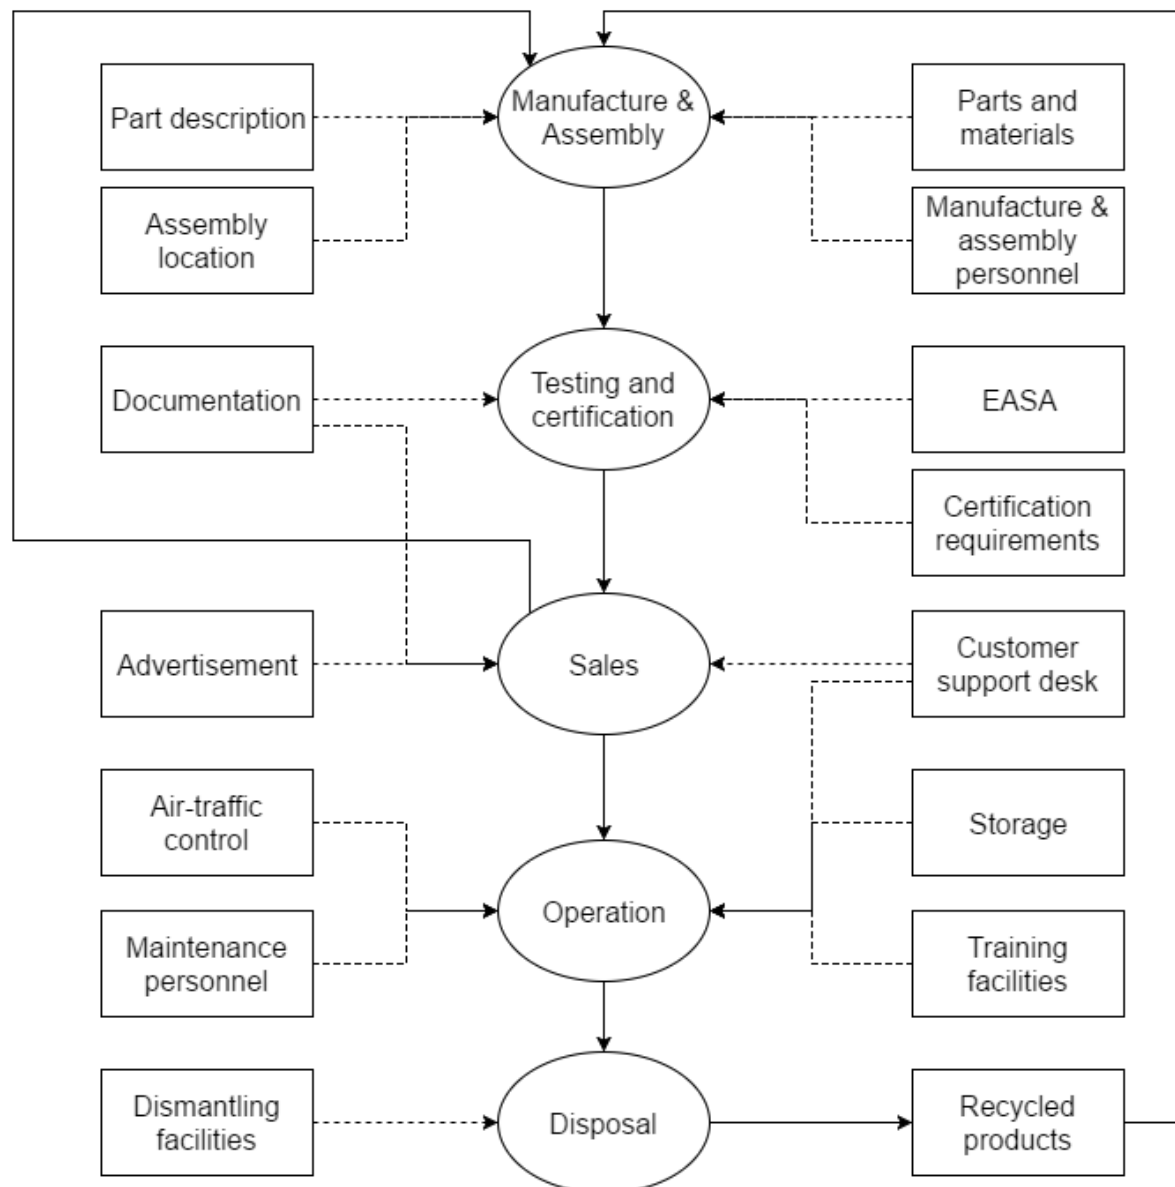 Manufacture &
Assembly
Part description
Parts and
materials
Assembly
location
Manufacture &
assembly
personnel
Documentation
Testing and
certification
EASA
Certification
requirements
Advertisement
Sales
Customer
support desk
Air-traffic
control
Storage
Operation
Maintenance
personnel
Training
facilities
Dismantling
facilities
Disposal
Recycled
products